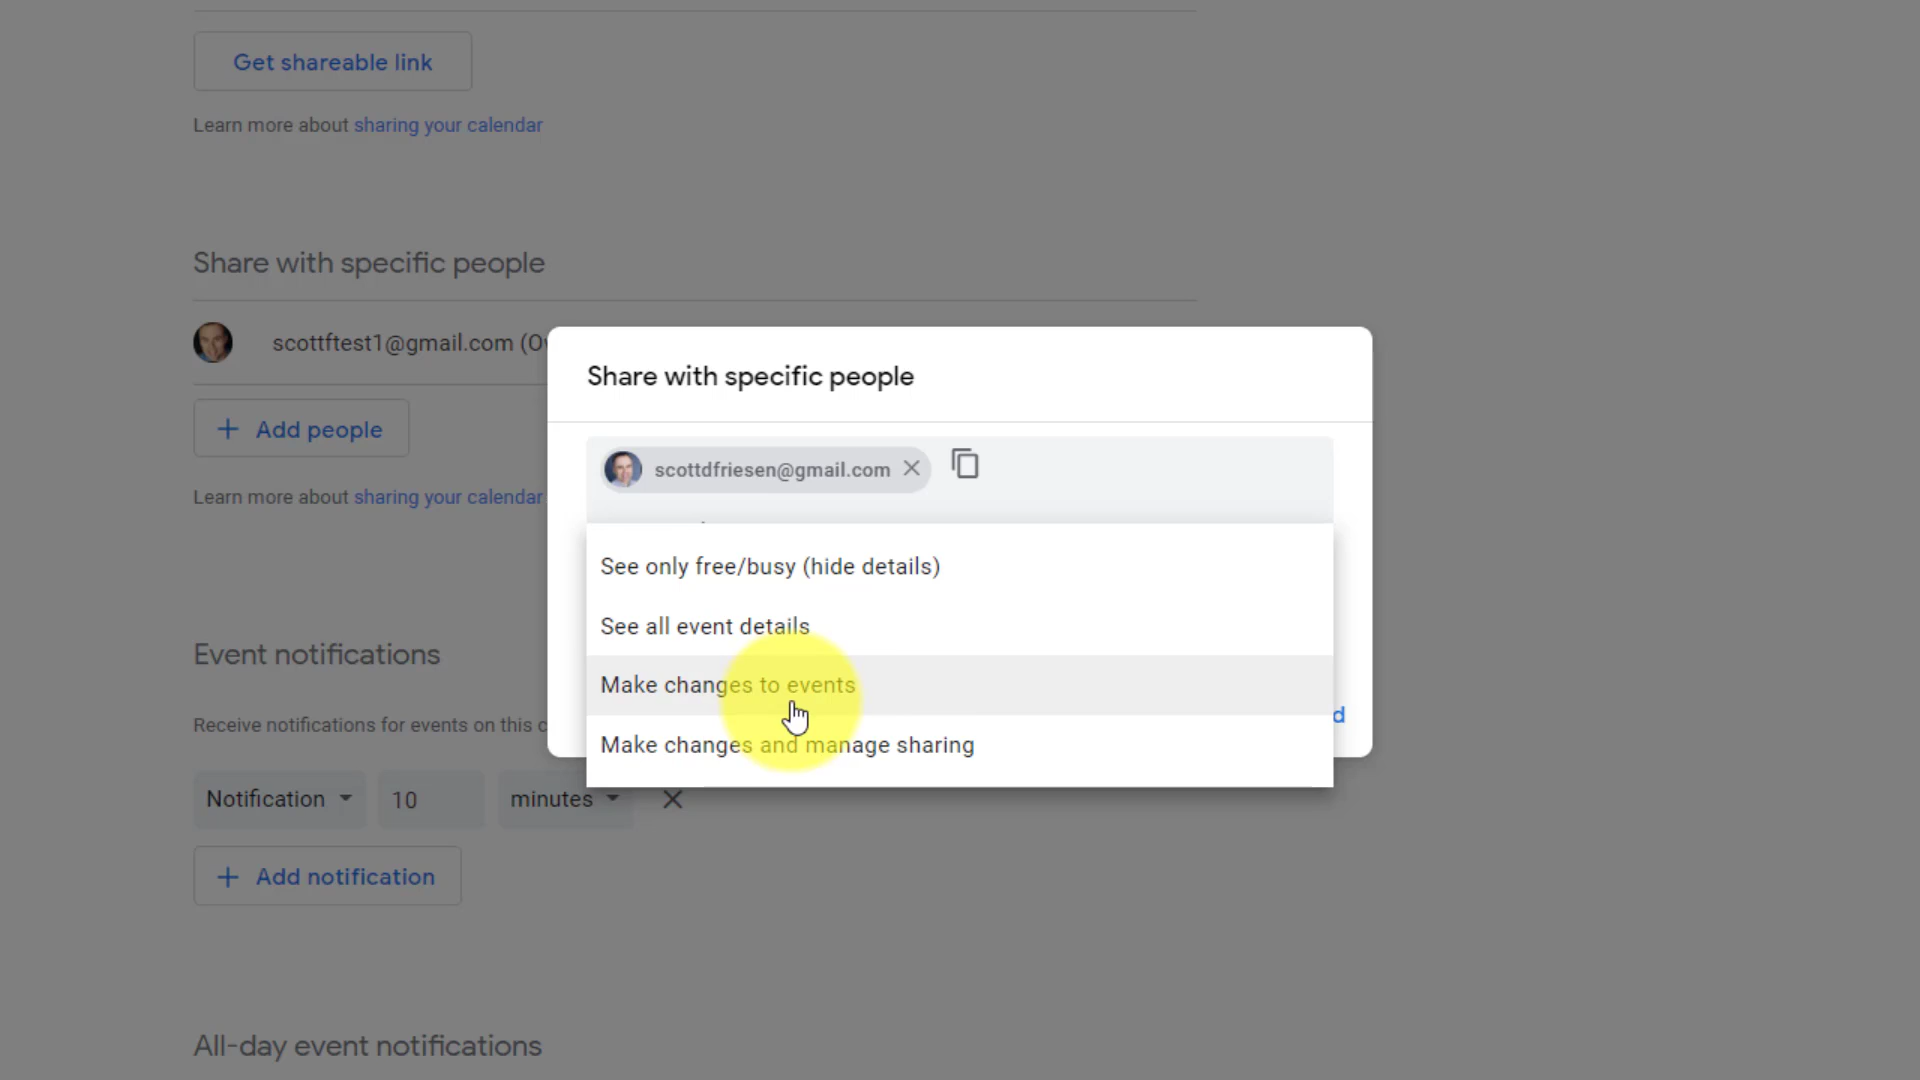 Get shareable link
Learn more about sharing your calendar
Share with specific people
scottftest1@gmail.com
Add people
Learn more about sharing your calendar
Share with specific people
scottdfriesen@gmail.com
See only free/busy (hide details)
See all event details
Make changes to events
Make changes and manage sharing
Event notifications
Receive notifications for events on this
Notification 10 minutes
Add notification
All-day event notifications